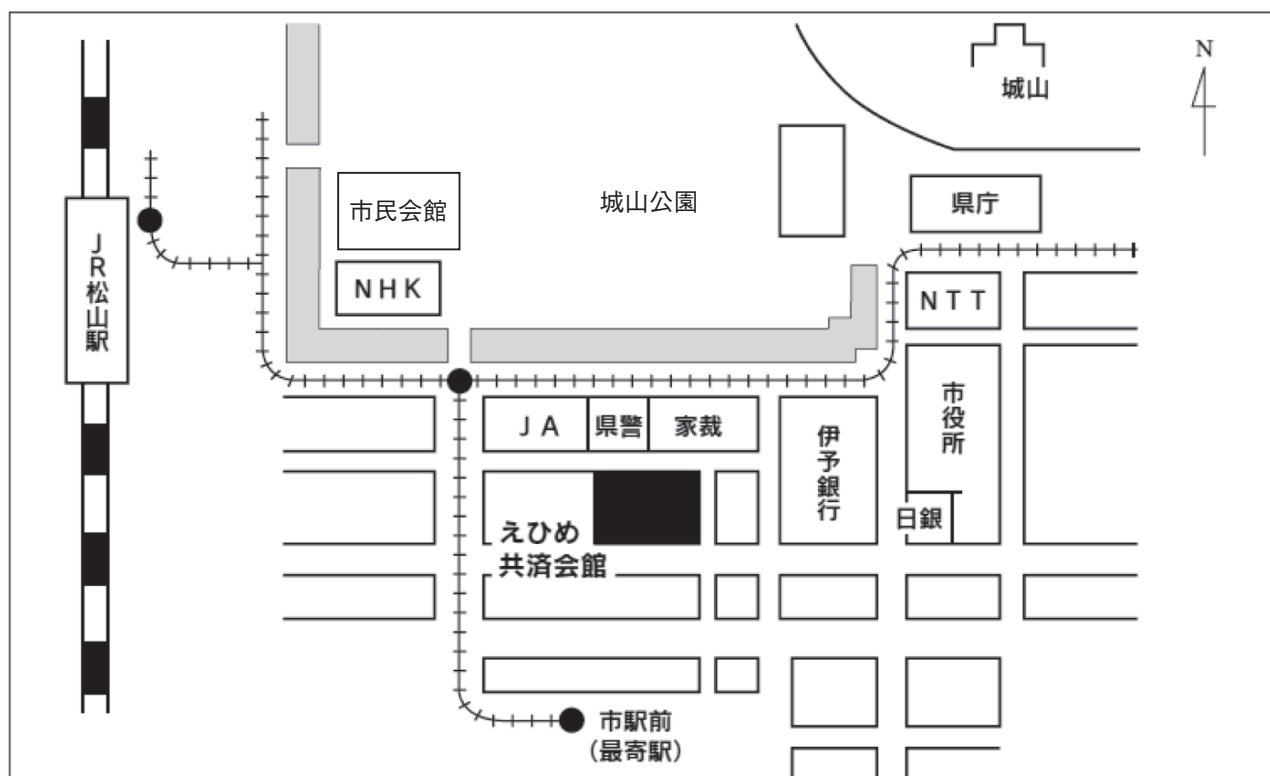 N
城山
県庁
市民会館
城山公園
JR松山駅
NHK
NTT
JA
県警
家裁
伊予銀行
市役所
日銀
えひめ
共済会館
市駅前
（最寄駅）